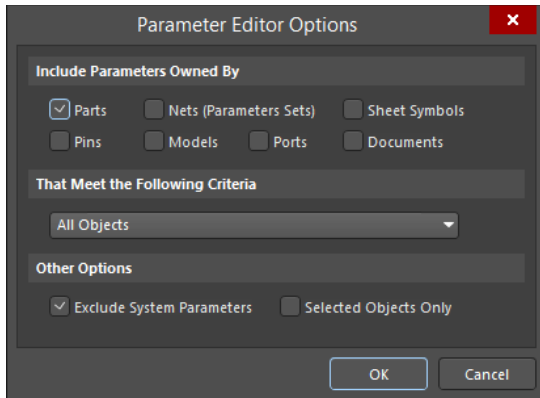 Parameter Editor Options
Include Parameters Owned By
Parts Nets (Parameters Sets) Sheet Symbols
Pins Models Ports Documents
That Meet the Following Criteria
All Objects
Other Options
Exclude System Parameters Selected Objects Only
OK Cancel